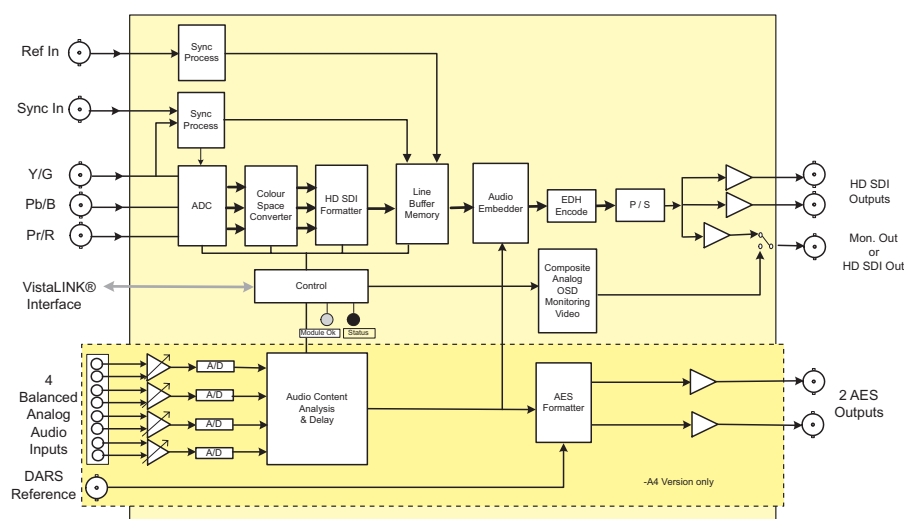 Ref In
Sync
Process
Sync In
Sync
Process
Y/G
Pb/B
Pr/R
ADC
Colour
Space
Converter
HD SDI
Formatter
Line
Buffer
Memory
Audio
Embedder
EDH
Encode
P / S
HD SDI
Outputs
Mon. Out
or
HD SDI Out
VistaLINK®
Interface
Control
Module Ok
Status
Composite
Analog
OSD
Monitoring
Video
4
Balanced
Analog
Audio
Inputs
A/D
A/D
A/D
A/D
Audio Content
Analysis
& Delay
AES
Formatter
2 AES
Outputs
DARS
Reference
-A4 Version only